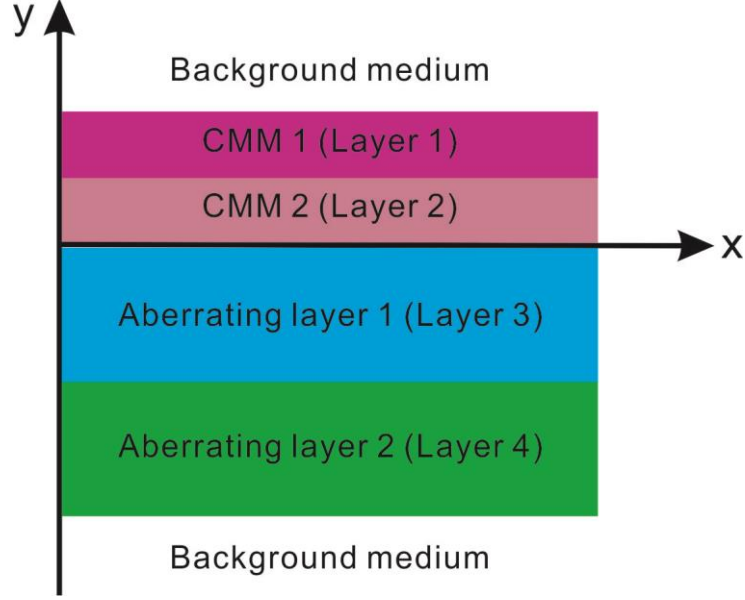 y
Background medium
CMM 1 (Layer 1)
CMM 2 (Layer 2)
x
Aberrating layer 1 (Layer 3)
Aberrating layer 2 (Layer 4)
Background medium